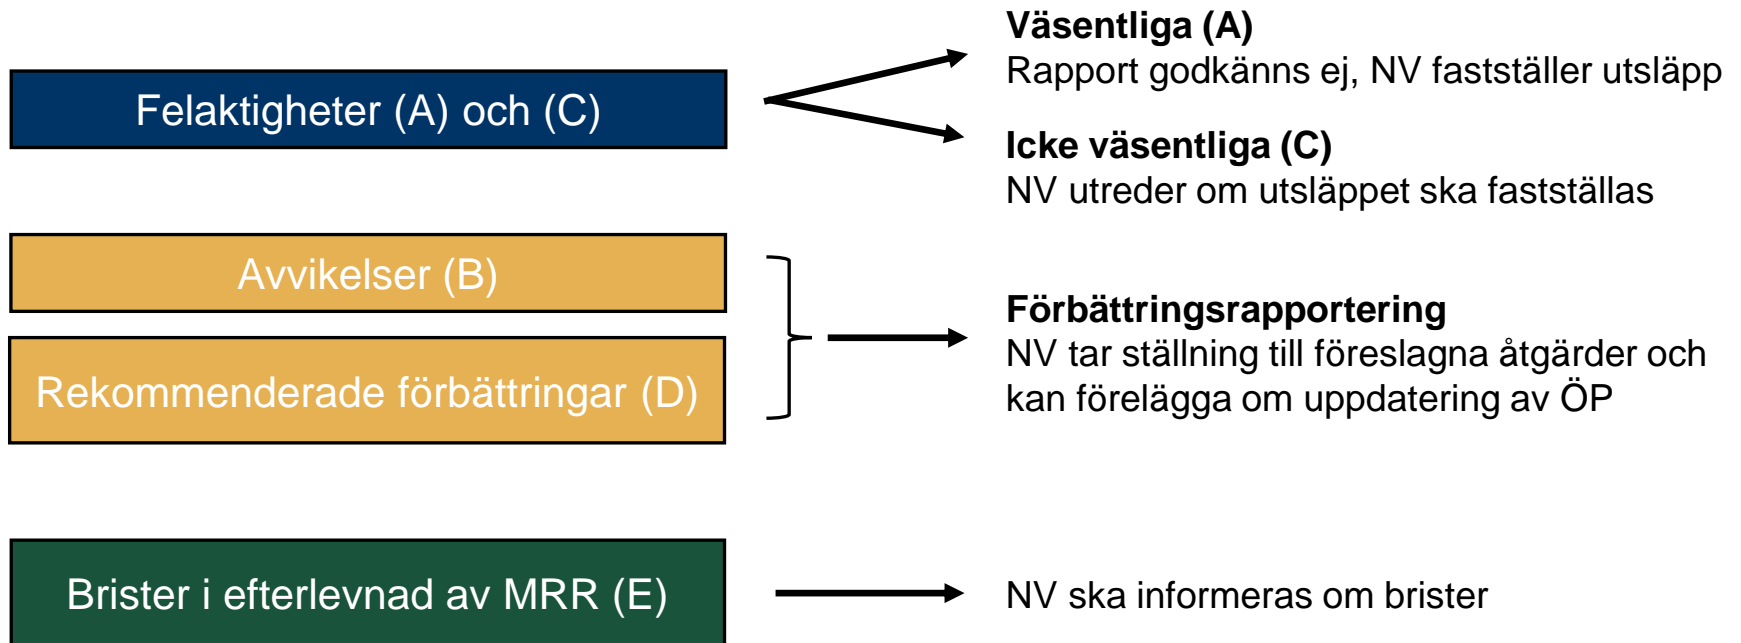 Felaktigheter (A) och (C)
Väsentliga (A)
Rapport godkänns ej, NV fastställer utsläpp
Icke väsentliga (C)
NV utreder om utsläppet ska fastställas
Avvikelser (B)
Rekommenderade förbättringar (D)
Förbättringsrapportering
NV tar ställning till föreslagna åtgärder och
kan förelägga om uppdatering av ÖP
Brister i efterlevnad av MRR (E)
NV ska informeras om brister